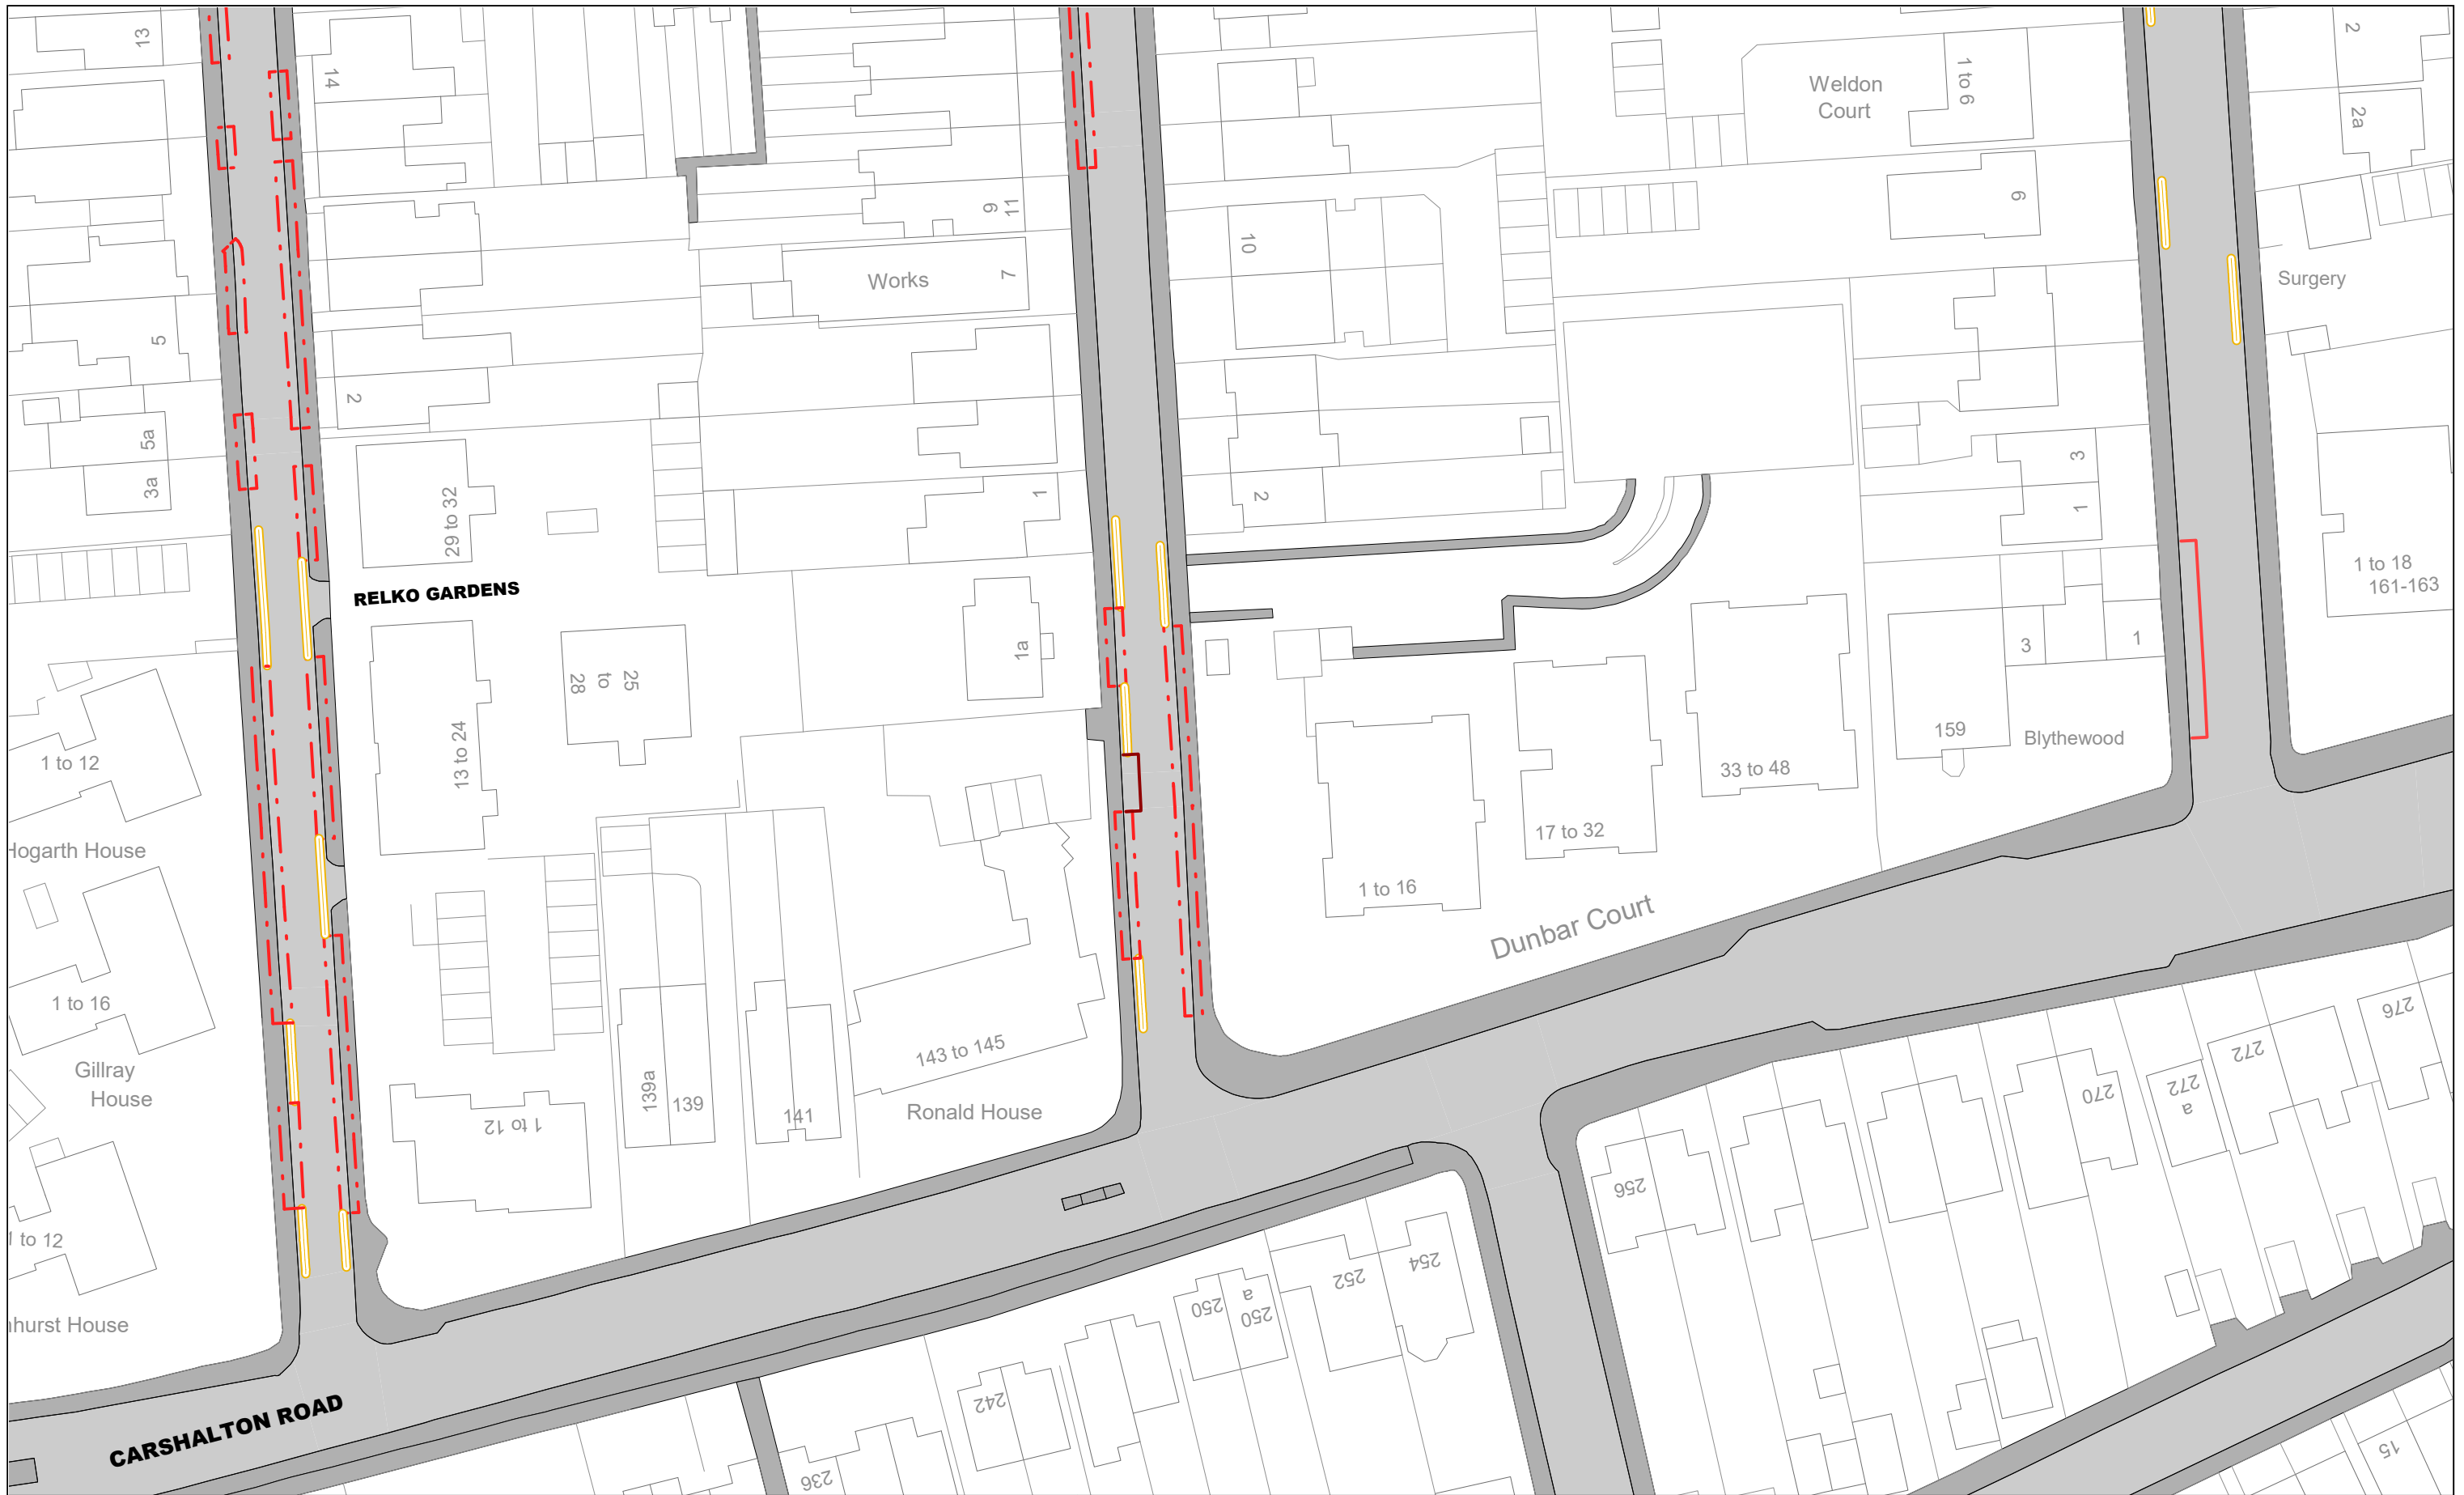 13
14
Weldon
Court
1 to 6
2
2a
11
9
10
6
Works
7
Surgery
5
2
5a
3a
29 to 32
1
2
3
1
1 to 18
161-163
RELKO GARDENS
1a
25
to
28
3
1
13 to 24
159
Blythewood
1 to 12
33 to 48
17 to 32
Hogarth House
1 to 16
Dunbar Court
1 to 16
276
143 to 145
272
Gillray
House
139a
139
141
Ronald House
1 to 12
270
272
a
256
1 to 12
254
252
250
250
a
hurst House
242
CARSHALTON ROAD
236
15